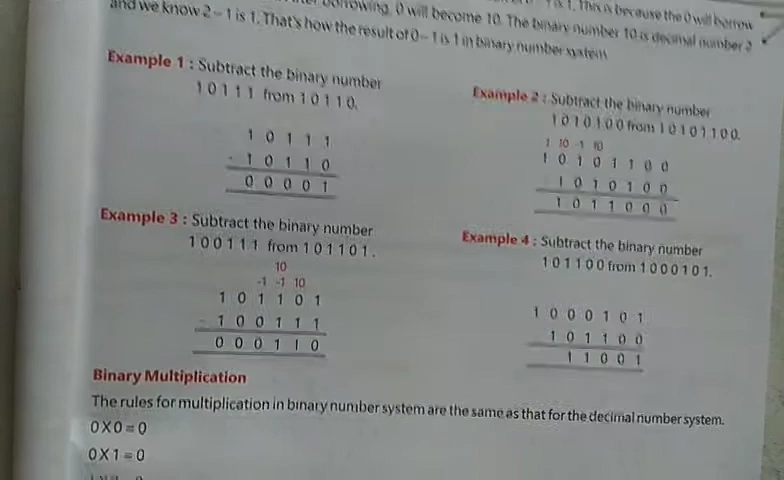 borrowing, 0 will become 10. The binary number 10 is decimal number 2
and we know 2 - 1 is 1. That's how the result of 0 - 1 is 1 in binary number system
Example 1 : Subtract the binary number
10111 from 10110.
1 0 1 1 1
- 1 0 1 1 0
0 0 0 0 1
Example 2 : Subtract the binary number
1010100 from 10101100.
1 10 -1 10
1 0 1 0 1 1 0 0
1 0 1 0 1 0 0
1 0 1 1 0 0 0
Example 3 : Subtract the binary number
100111 from 101101.
10
-1 -1 10
1 0 1 1 0 1
- 1 0 0 1 1 1
0 0 0 1 1 0
Example 4 : Subtract the binary number
101100 from 1000101.
1 0 0 0 1 0 1
1 0 1 1 0 0
1 1 0 0 1
Binary Multiplication
The rules for multiplication in binary number system are the same as that for the decimal number system.
0X0=0
0X1=0